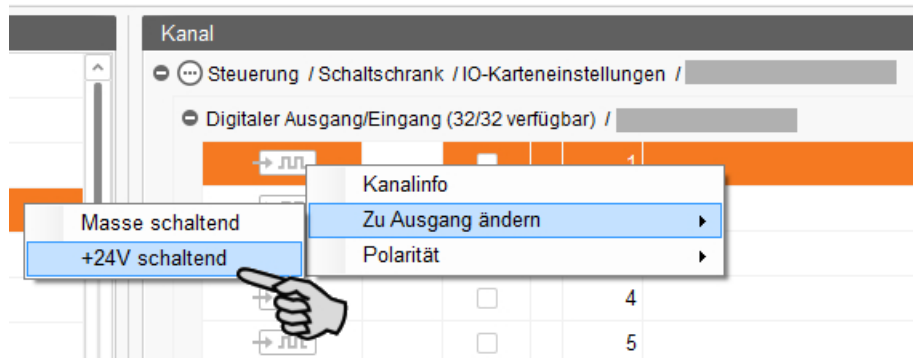 Kanal
Steuerung / Schaltschrank / IO-Karteneinstellungen /
Digitaler Ausgang/Eingang (32/32 verfügbar) /
1
Kanalinfo
Masse schaltend
Zu Ausgang ändern
+24V schaltend
Polarität
4
5